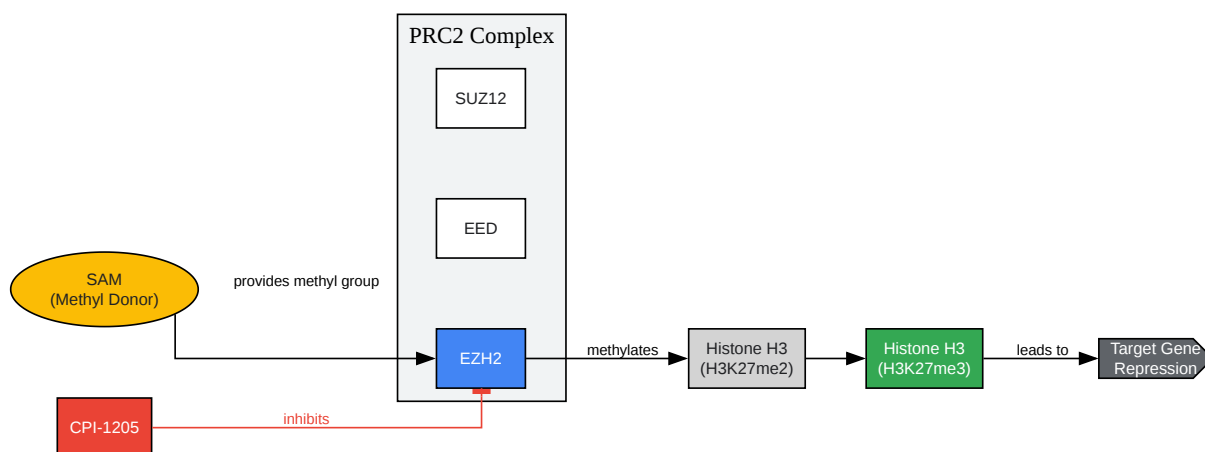 PRC2 Complex
SUZ12
EED
SAM
(Methyl Donor)
provides methyl group
EZH2
methylates
Histone H3
(H3K27me2)
Histone H3
(H3K27me3)
leads to
Target Gene
Repression
CPI-1205
inhibits